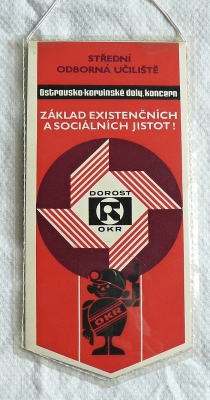 STŘEDNÍ
ODBORNÁ UČILIŠTĚ
Ostravsko-karvinské doly, koncern
ZÁKLAD EXISTENČNÍCH
A SOCIÁLNÍCH JISTOT!
DOROST
OKR
OKR